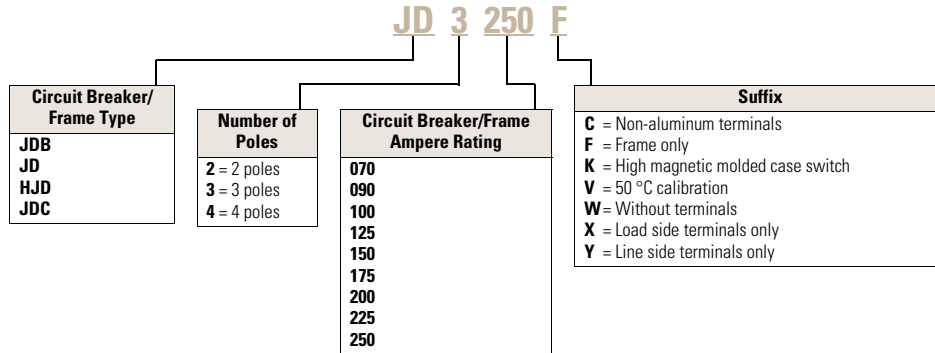 JD 3 250 F
Circuit Breaker/
Frame Type
JDB
JD
HJD
JDC
Number of
Poles
2 = 2 poles
3 = 3 poles
4 = 4 poles
Circuit Breaker/Frame
Ampere Rating
070
090
100
125
150
175
200
225
250
Suffix
C = Non-aluminum terminals
F = Frame only
K = High magnetic molded case switch
V = 50 °C calibration
W = Without terminals
X = Load side terminals only
Y = Line side terminals only